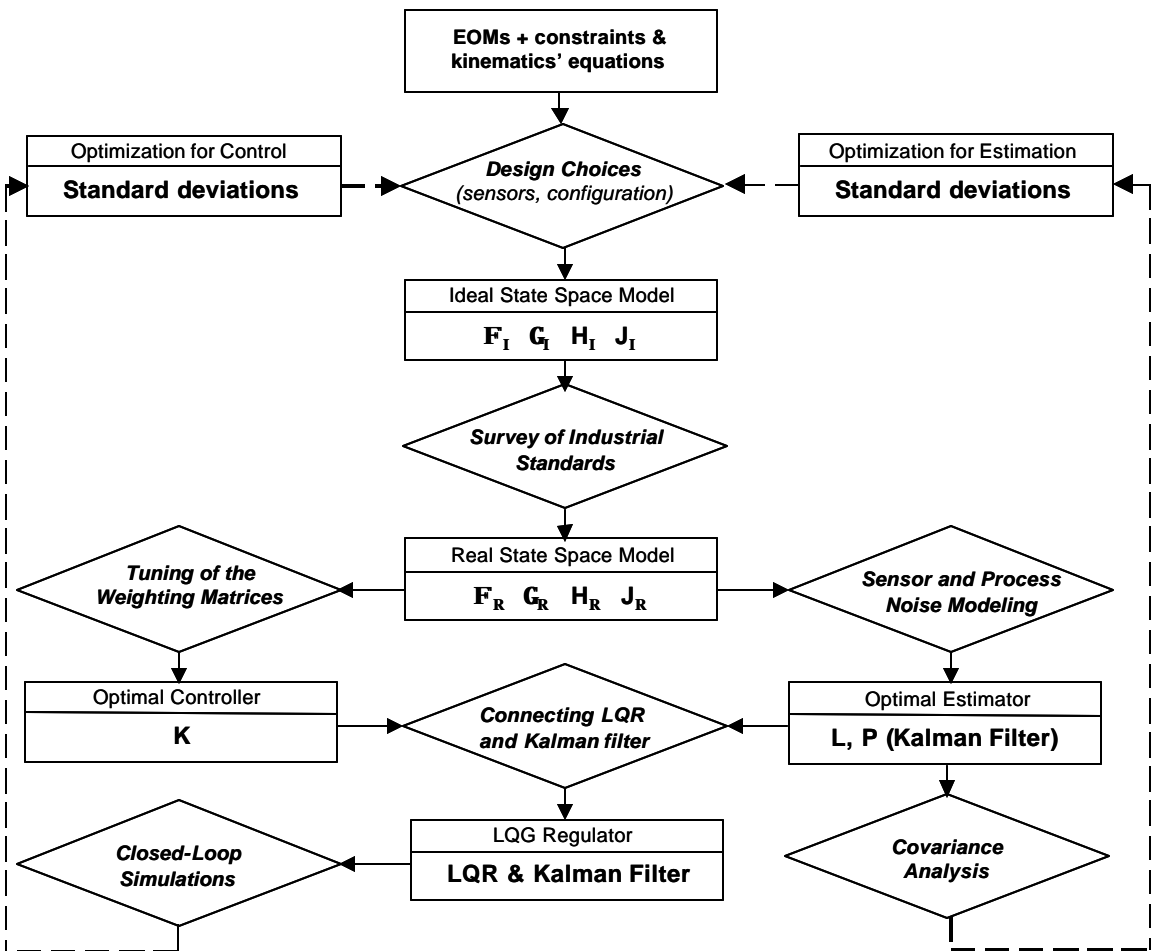 EOMs + constraints &
kinematics' equations
Optimization for Control
Standard deviations
Design Choices
(sensors, configuration)
Optimization for Estimation
Standard deviations
Ideal State Space Model
F_I G_I H_I J_I
Survey of Industrial
Standards
Tuning of the
Weighting Matrices
Real State Space Model
F_R G_R H_R J_R
Sensor and Process
Noise Modeling
Optimal Controller
K
Connecting LQR
and Kalman filter
Optimal Estimator
L, P (Kalman Filter)
Closed-Loop
Simulations
LQG Regulator
LQR & Kalman Filter
Covariance
Analysis